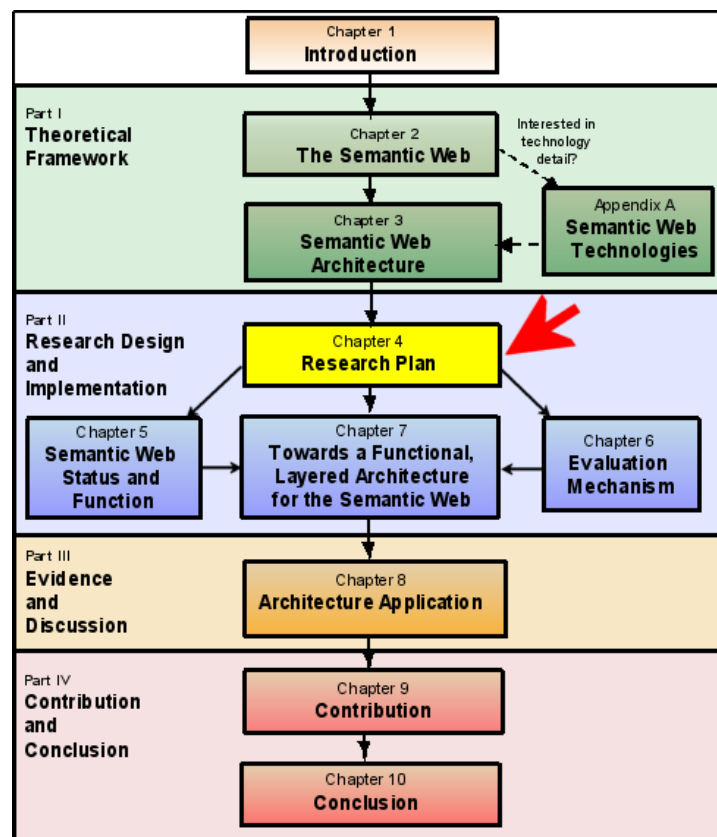 Chapter 1
Introduction
Part I
Theoretical
Framework
Chapter 2
The Semantic Web
Interested in
technology
detail?
Chapter 3
Semantic Web
Architecture
Appendix A
Semantic Web
Technologies
Part II
Research Design
and
Implementation
Chapter 4
Research Plan
Chapter 5
Semantic Web
Status and
Function
Chapter 7
Towards a Functional,
Layered Architecture
for the Semantic Web
Chapter 6
Evaluation
Mechanism
Part III
Evidence
and
Discussion
Chapter 8
Architecture Application
Part IV
Contribution
and
Conclusion
Chapter 9
Contribution
Chapter 10
Conclusion